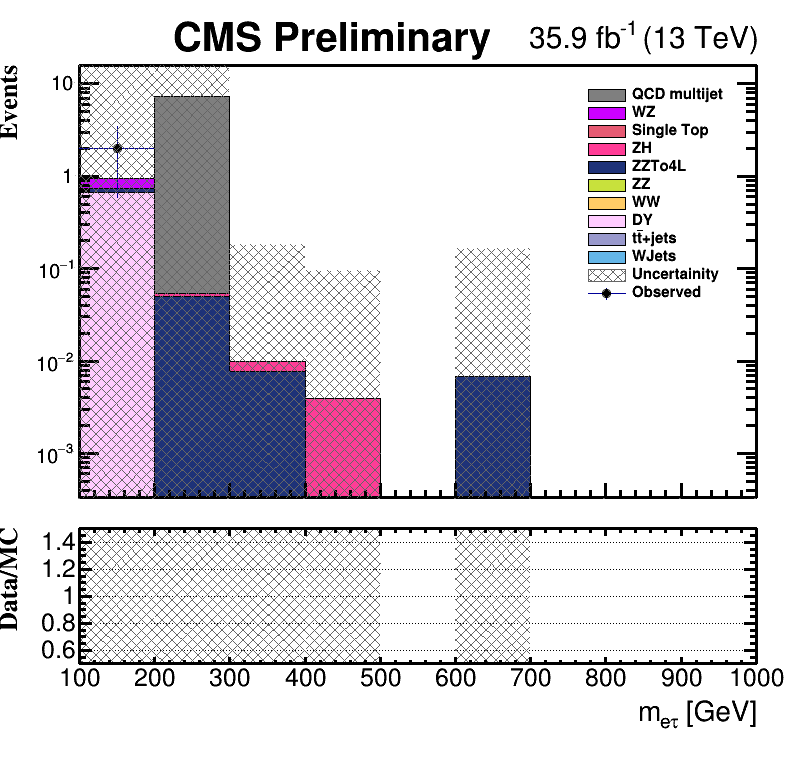 CMS Preliminary 35.9 fb⁻¹ (13 TeV)
Events
10
1
10⁻¹
10⁻²
10⁻³
QCD multijet
WZ
Single Top
ZH
ZZTo4L
ZZ
WW
DY
tt̄+jets
WJets
Uncertainity
Observed
Data/MC
1.4
1.2
1
0.8
0.6
100 200 300 400 500 600 700 800 900 1000
m_eτ [GeV]